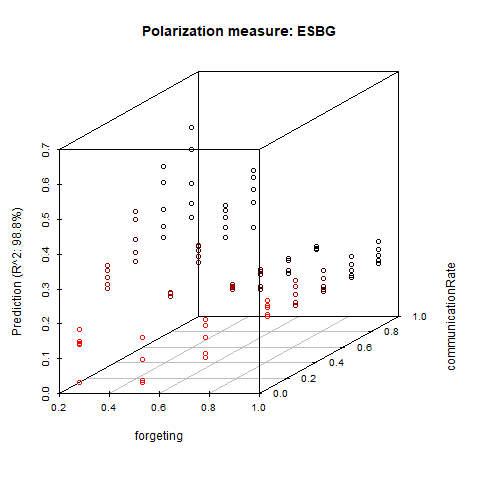 Polarization measure: ESBG
Prediction (R^2: 98.8%)
0.7
0.6
0.5
0.4
0.3
0.2
0.1
0.0
0.2 0.4 0.6 0.8 1.0
forgeting
0.0
0.2
0.4
0.6
0.8
1.0
communicationRate